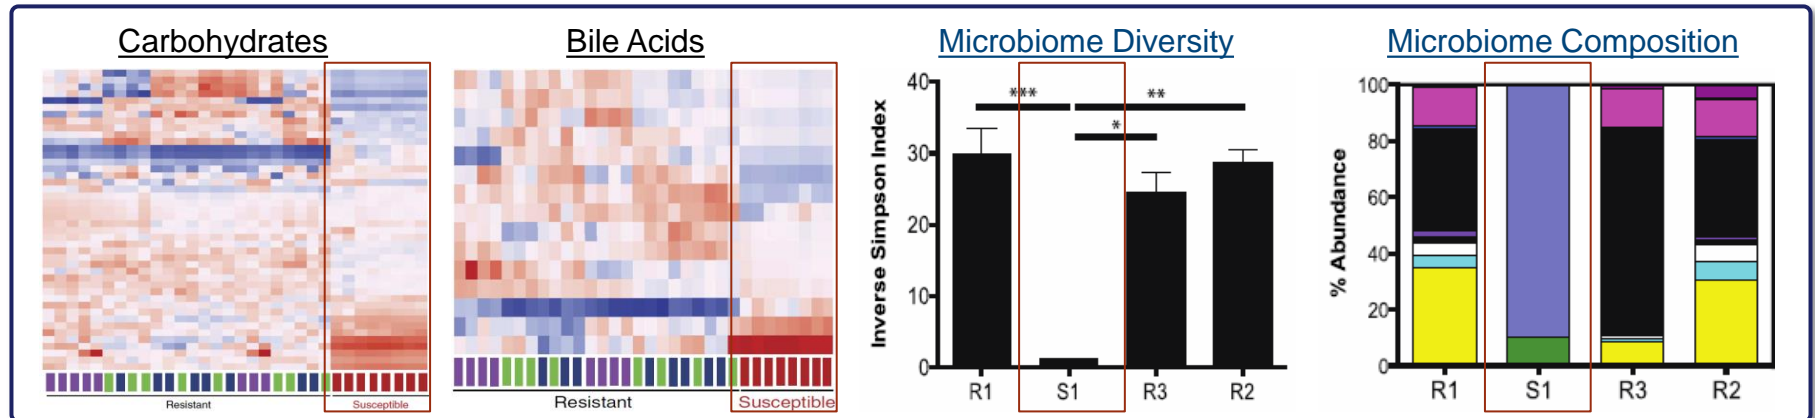 Carbohydrates
Resistant
Susceptible
Bile Acids
Resistant
Susceptible
Microbiome Diversity
Inverse Simpson Index
40
30
20
10
0
***
**
*
R1 S1 R3 R2
Microbiome Composition
% Abundance
100
80
60
40
20
0
R1 S1 R3 R2